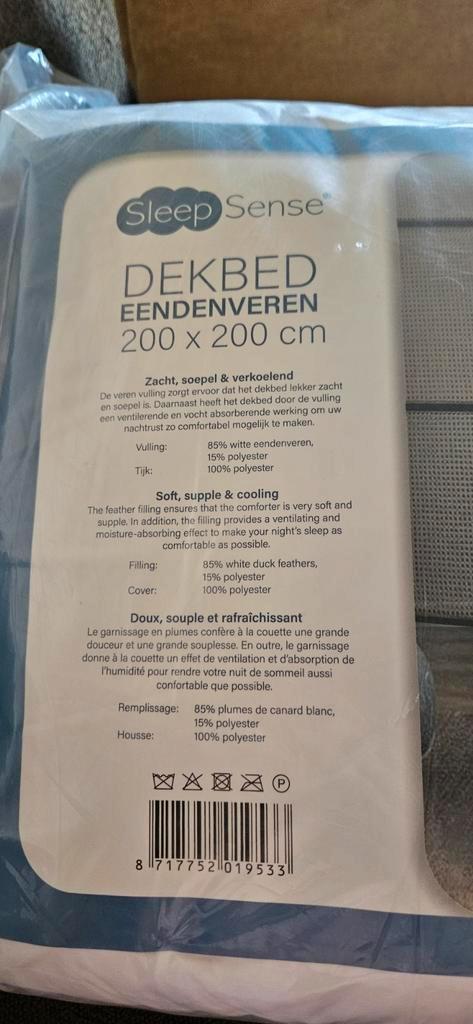 Sleep Sense®
DEKBED
EENDENVEREN
200 x 200 cm
Zacht, soepel & verkoelend
De veren vulling zorgt ervoor dat het dekbed lekker zacht
en soepel is. Daarnaast heeft het dekbed door de vulling
een ventilerende en vocht absorberende werking om uw
nachtrust zo comfortabel mogelijk te maken.
Vulling: 85% witte eendenveren,
15% polyester
Tijk: 100% polyester
Soft, supple & cooling
The feather filling ensures that the comforter is very soft and
supple. In addition, the filling provides a ventilating and
moisture-absorbing effect to make your night's sleep as
comfortable as possible.
Filling: 85% white duck feathers,
15% polyester
Cover: 100% polyester
Doux, souple et rafraîchissant
Le garnissage en plumes confère à la couette une grande
douceur et une grande souplesse. En outre, le garnissage
donne à la couette un effet de ventilation et d'absorption de
l'humidité pour rendre votre nuit de sommeil aussi
confortable que possible.
Remplissage: 85% plumes de canard blanc,
15% polyester
Housse: 100% polyester
P
8 717752 019533